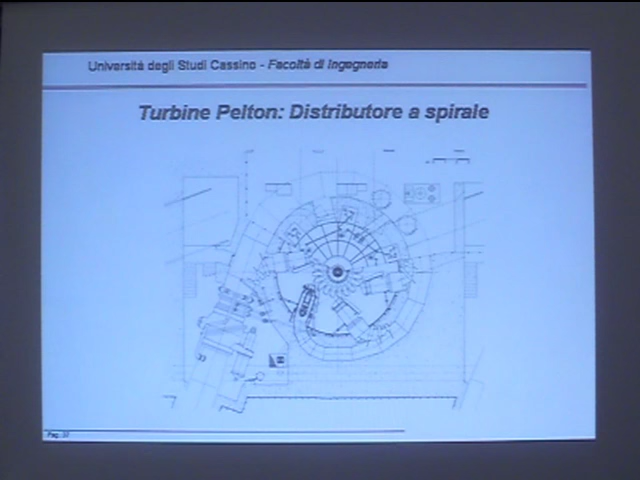 Università degli Studi Cassino - Facoltà di Ingegneria
Turbine Pelton: Distributore a spirale